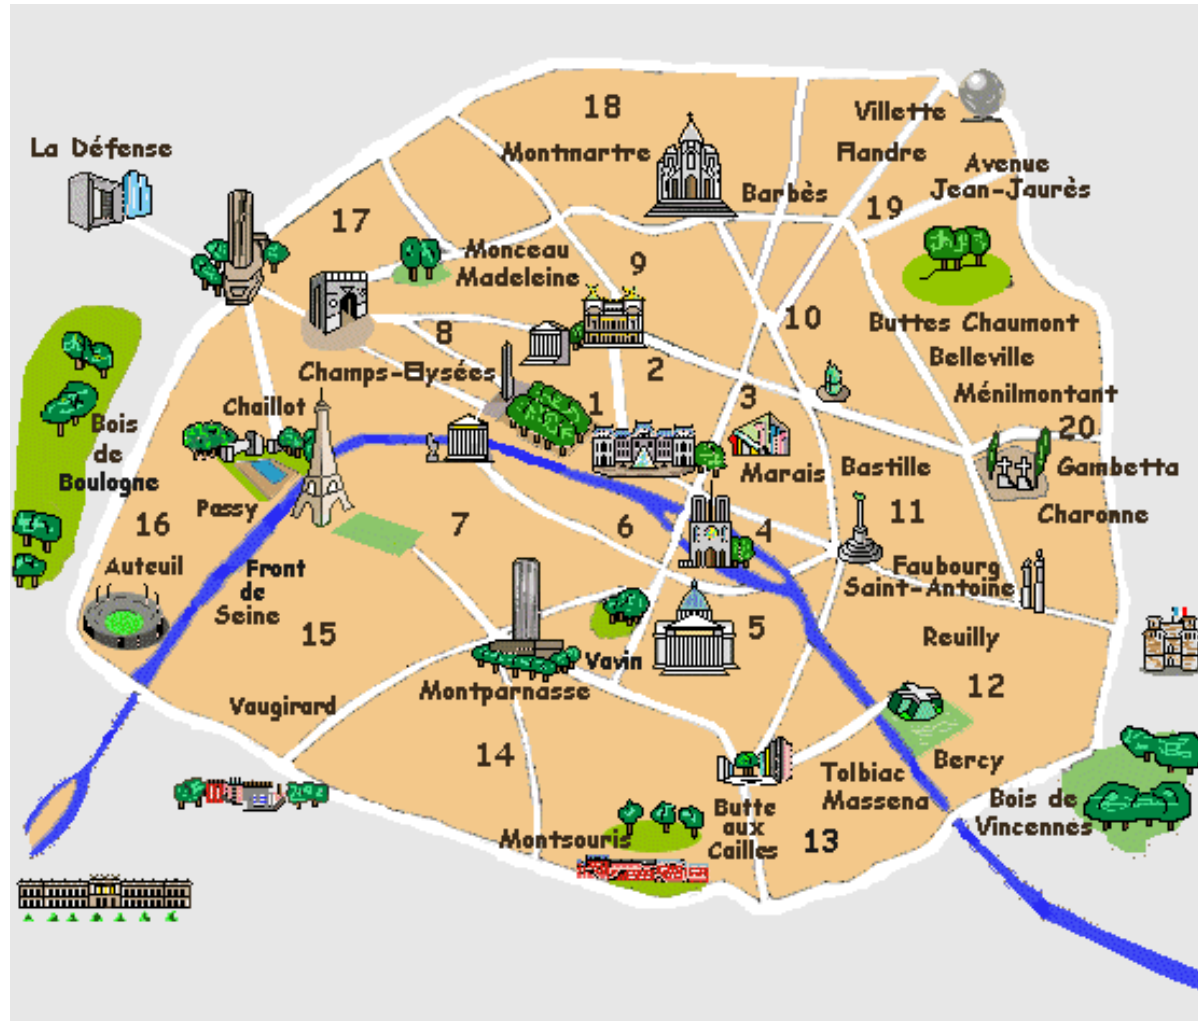 18
Villette
La Défense
Montmartre
Flandre
Avenue
Jean-Jaurès
Barbès
17
19
Monceau
Madeleine
9
10
Buttes Chaumont
8
2
Belleville
Champs-Elysées
Ménilmontant
Chaillot
1
3
20
Bois
de
Boulogne
Marais
Bastille
Gambetta
Passy
16
7
6
4
11
Charonne
Auteuil
Front
de
Seine
Faubourg
Saint-Antoine
15
5
Reuilly
Vavin
Montparnasse
12
Vaugirard
14
Bercy
Tolbiac
Massena
Bois de
Vincennes
Butte
aux
Cailles
Montsouris
13